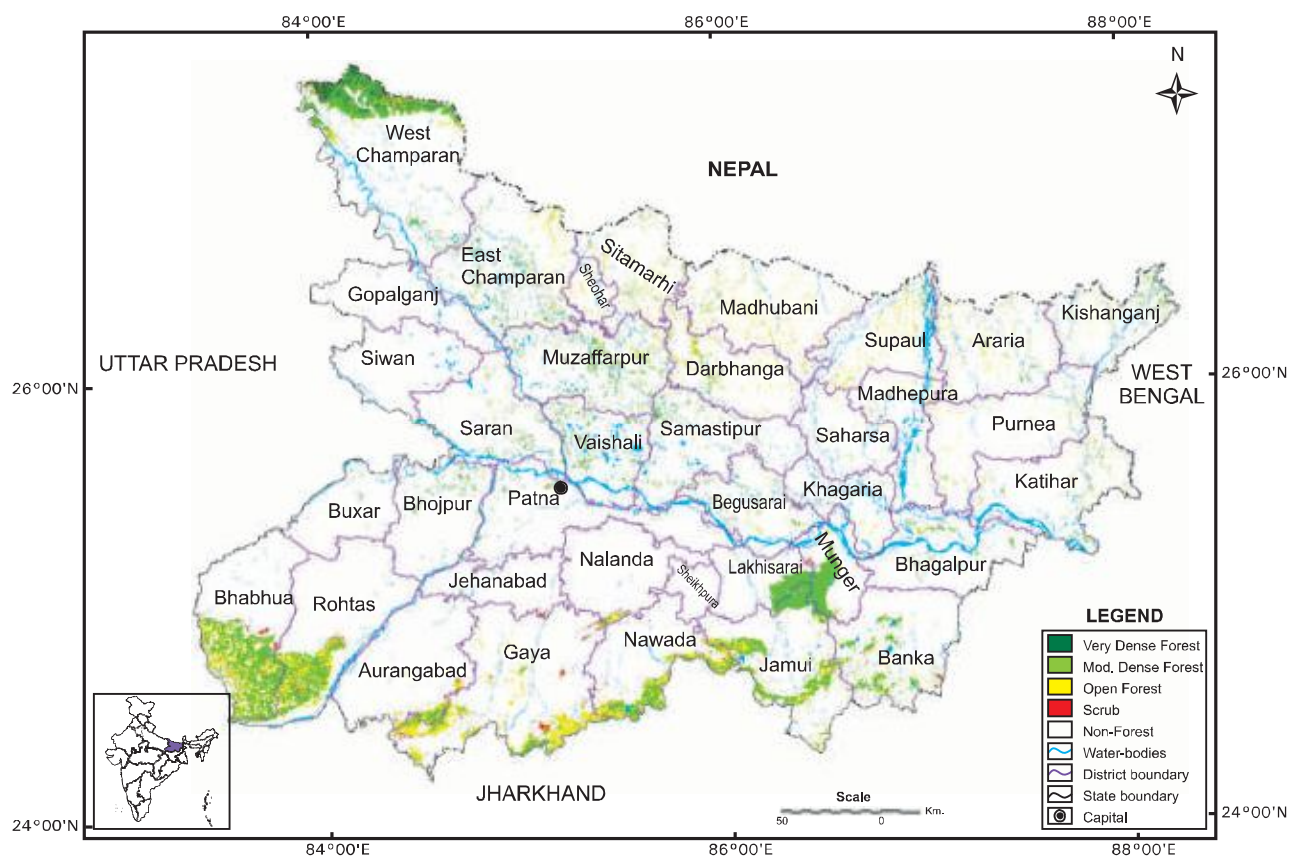 84°00'E
86°00'E
88°00'E
N
West
Champaran
NEPAL
East
Champaran
Sheohar
Sitamarhi
Gopalganj
Madhubani
Kishanganj
Supaul
Araria
UTTAR PRADESH
Siwan
Muzaffarpur
Darbhanga
WEST
BENGAL
26°00'N
26°00'N
Madhepura
Saran
Vaishali
Samastipur
Saharsa
Purnea
Katihar
Buxar
Bhojpur
Patna
Begusarai
Khagaria
Bhabhua
Rohtas
Jehanabad
Nalanda
Sheikhpura
Lakhisarai
Munger
Bhagalpur
Aurangabad
Gaya
Nawada
Jamui
Banka
JHARKHAND
LEGEND
Very Dense Forest
Mod. Dense Forest
Open Forest
Scrub
Non-Forest
Water-bodies
District boundary
State boundary
Capital
Scale
50
0
Km.
24°00'N
24°00'N
84°00'E
86°00'E
88°00'E